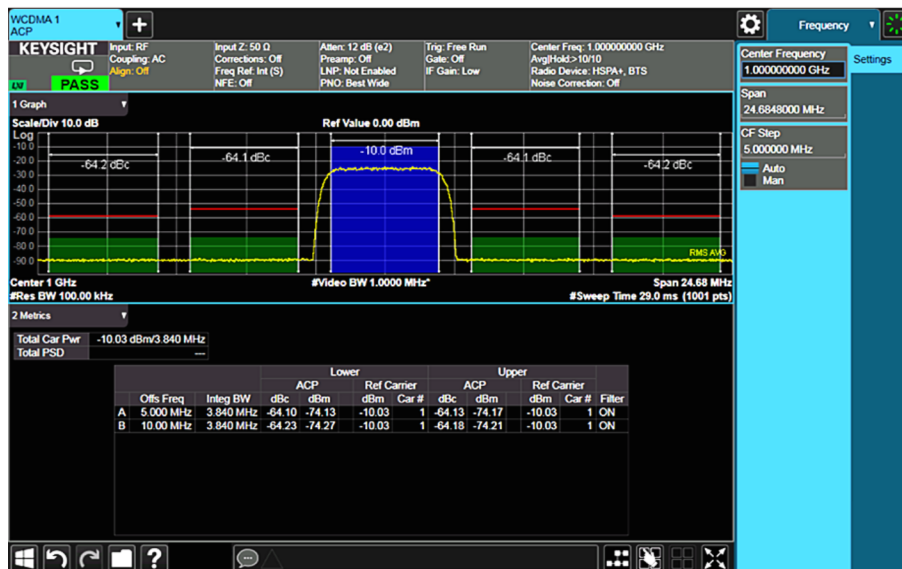 WCDMA 1
ACP
KEYSIGHT
LXI
PASS
Input: RF
Coupling: AC
Align: Off
Input Z: 50 Ω
Corrections: Off
Freq Ref: Int (S)
NFE: Off
Atten: 12 dB (e2)
Preamp: Off
LNP: Not Enabled
PNO: Best Wide
Trig: Free Run
Gate: Off
IF Gain: Low
Center Freq: 1.000000000 GHz
Avg|Hold:>10/10
Radio Device: HSPA+, BTS
Noise Correction: Off
Frequency
Settings
Center Frequency
1.000000000 GHz
Span
24.6848000 MHz
CF Step
5.000000 MHz
Auto
Man
1 Graph
Scale/Div 10.0 dB
Ref Value 0.00 dBm
Log
-10.0
-20.0
-30.0
-40.0
-50.0
-60.0
-70.0
-80.0
-90.0
-64.2 dBc
-64.1 dBc
-10.0 dBm
-64.1 dBc
-64.2 dBc
RMS AVG
Center 1 GHz
#Video BW 1.0000 MHz*
Span 24.68 MHz
#Res BW 100.00 kHz
#Sweep Time 29.0 ms (1001 pts)
2 Metrics
Total Car Pwr -10.03 dBm/3.840 MHz
Total PSD ---
Lower Upper
ACP Ref Carrier ACP Ref Carrier
Offs Freq Integ BW dBc dBm dBm Car # dBc dBm dBm Car # Filter
A 5.000 MHz 3.840 MHz -64.10 -74.13 -10.03 1 -64.13 -74.17 -10.03 1 ON
B 10.00 MHz 3.840 MHz -64.23 -74.27 -10.03 1 -64.18 -74.21 -10.03 1 ON